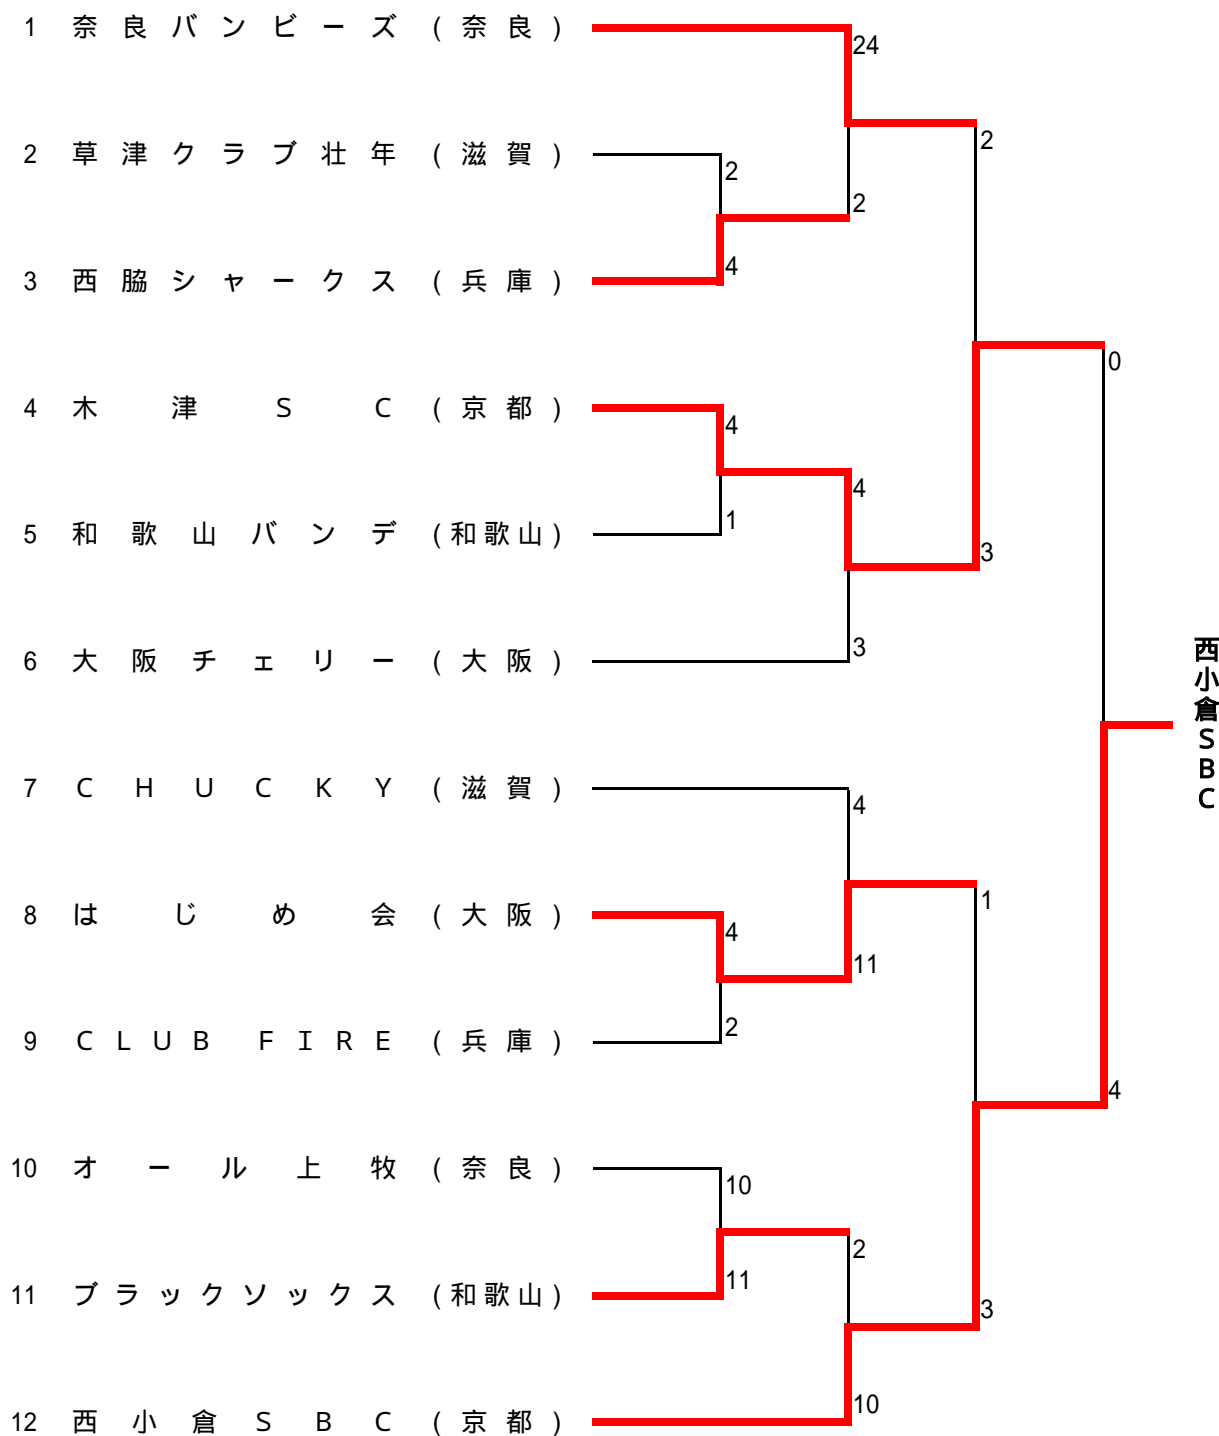 1 奈良バンビーズ (奈良)
24
2
2 草津クラブ壮年 (滋賀)
2
2
4
3 西脇シャークス (兵庫)
0
4 木津SC (京都)
4
4
1
3
5 和歌山バンデ (和歌山)
3
6 大阪チェリー (大阪)
西小倉SBC
7 CHUCKY (滋賀)
4
1
8 はじめ会 (大阪)
4
11
2
9 CLUB FIRE (兵庫)
4
10 オール上牧 (奈良)
10
2
11
11 ブラックソックス (和歌山)
3
10
12 西小倉SBC (京都)